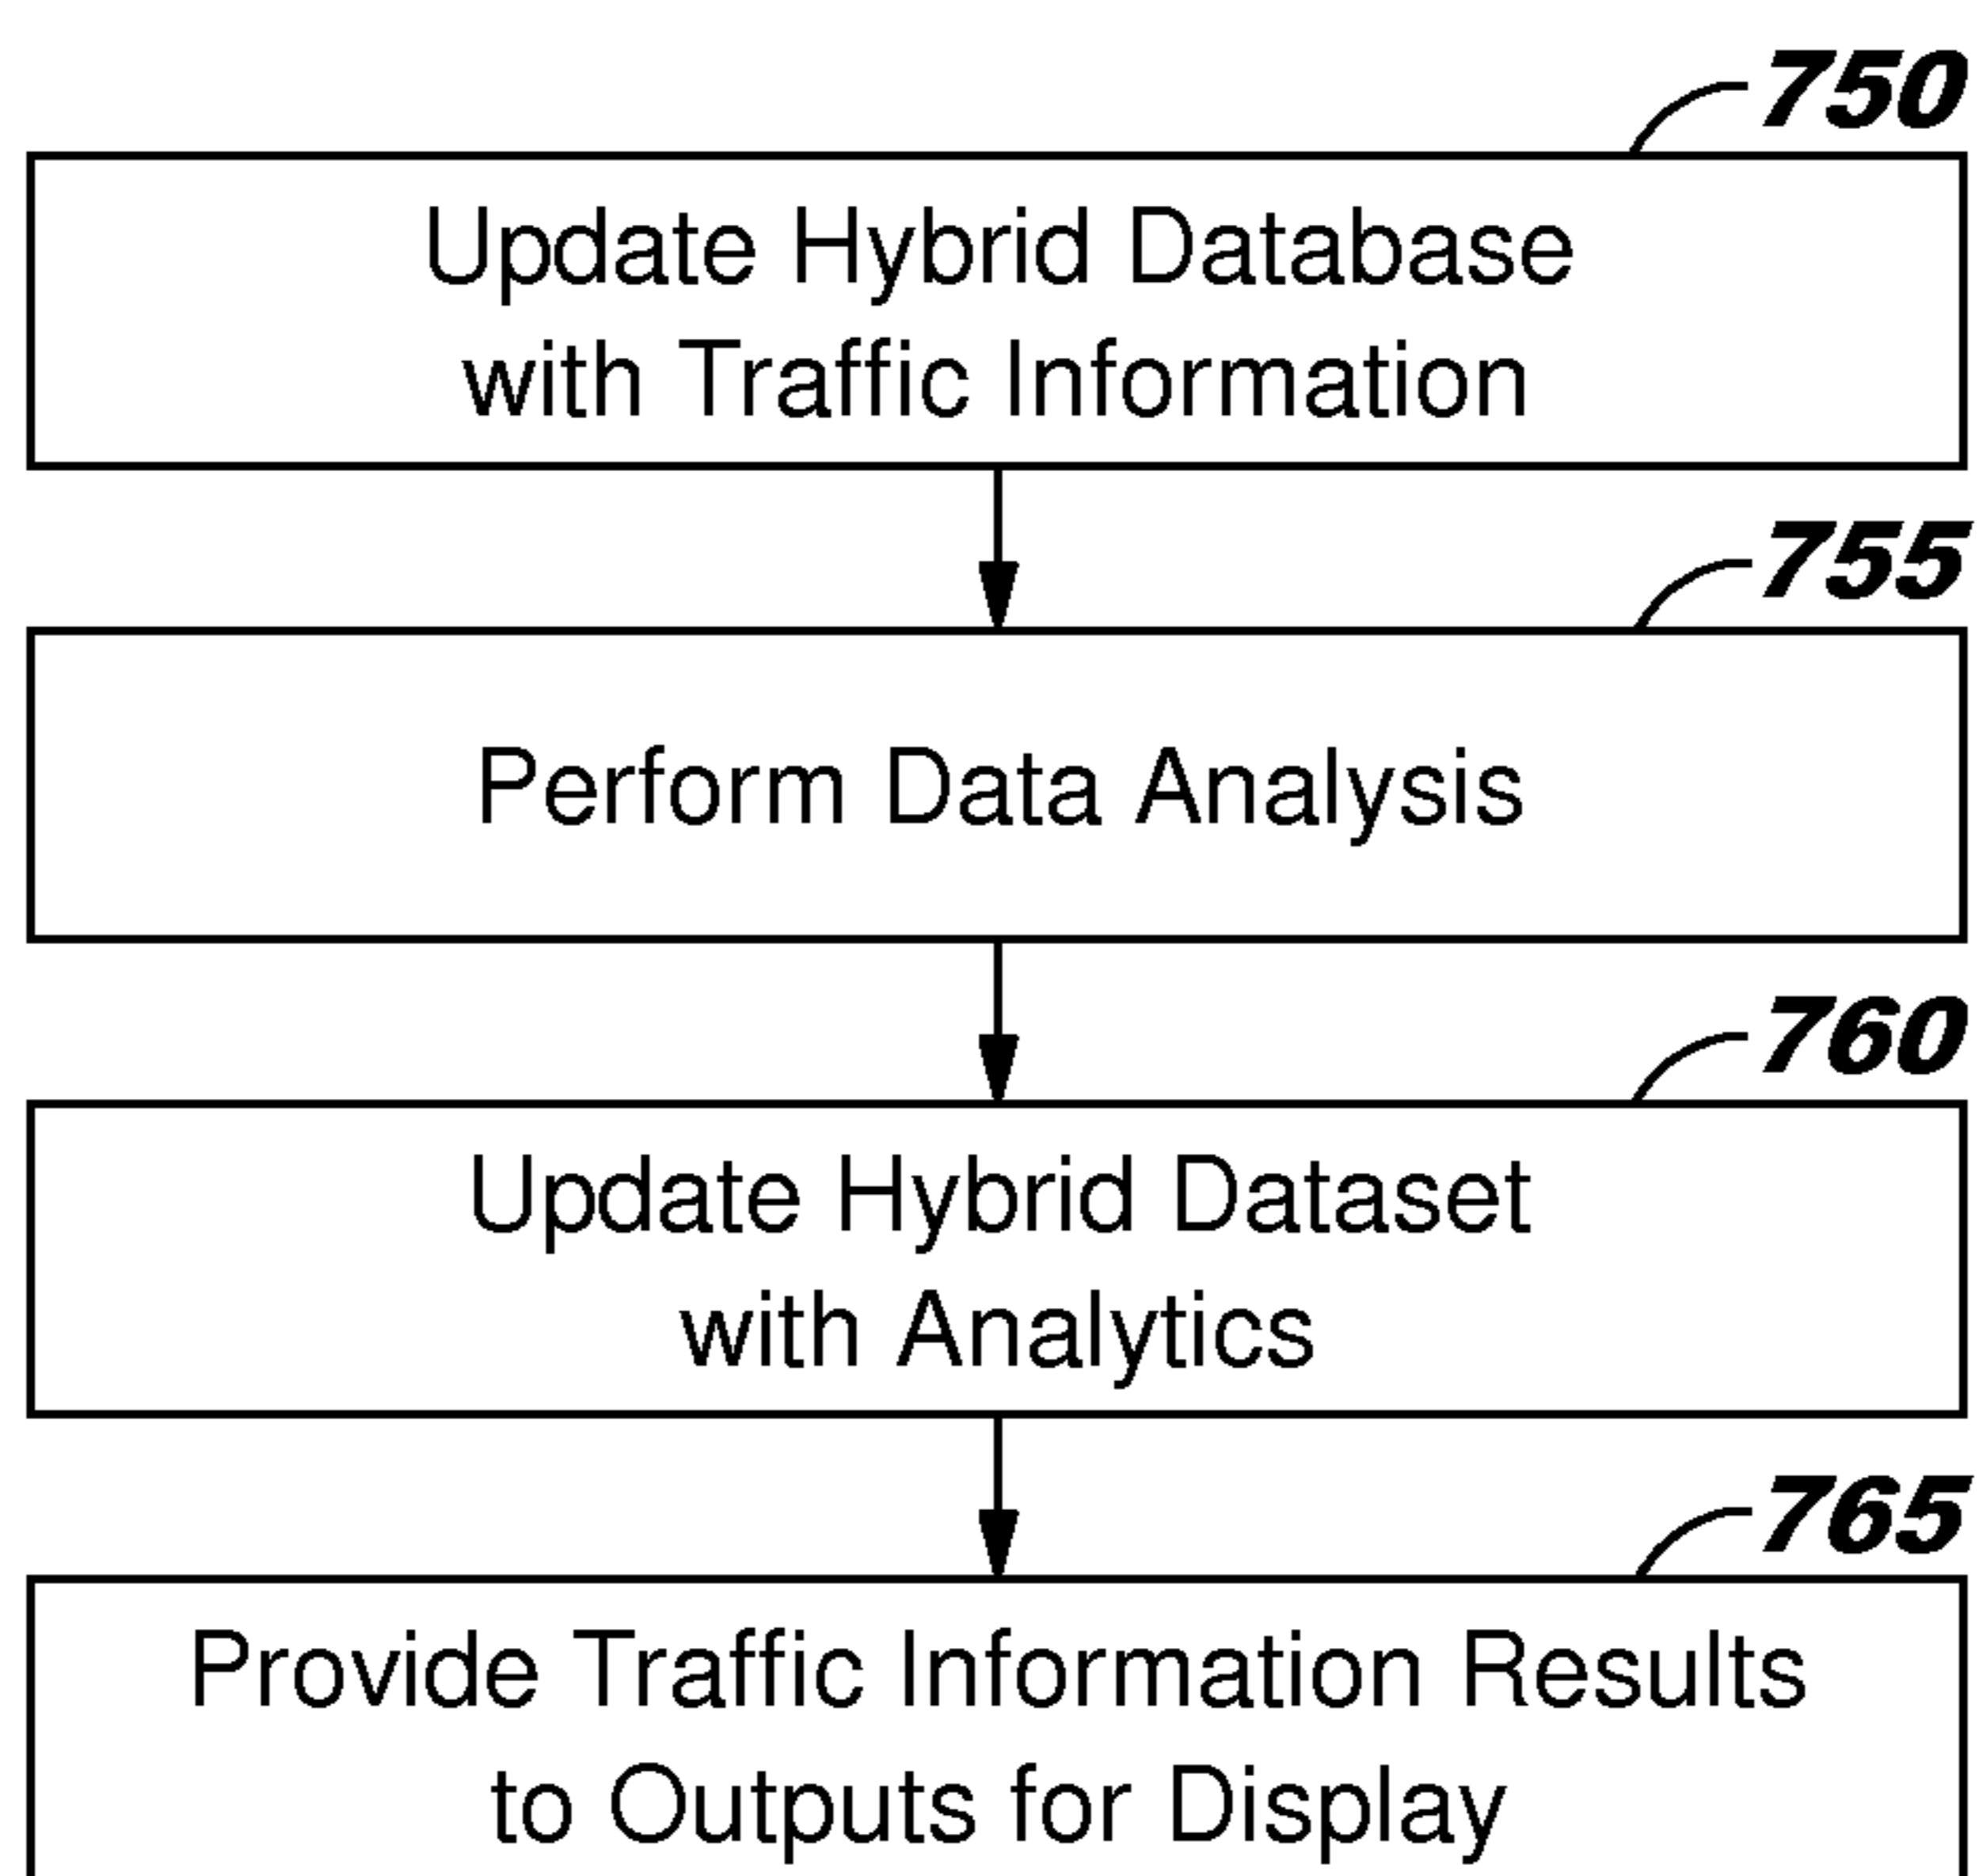 750
Update Hybrid Database
with Traffic Information
755
Perform Data Analysis
760
Update Hybrid Dataset
with Analytics
765
Provide Traffic Information Results
to Outputs for Display